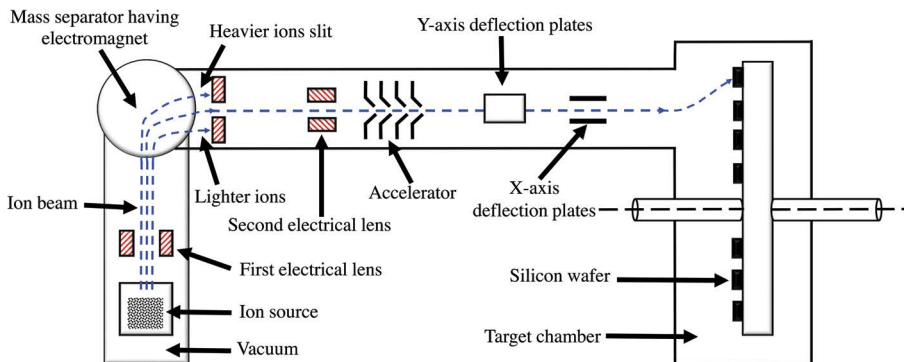 Mass separator having
electromagnet
Heavier ions slit
Y-axis deflection plates
Lighter ions
Accelerator
X-axis
deflection plates
Ion beam
Second electrical lens
First electrical lens
Silicon wafer
Ion source
Target chamber
Vacuum